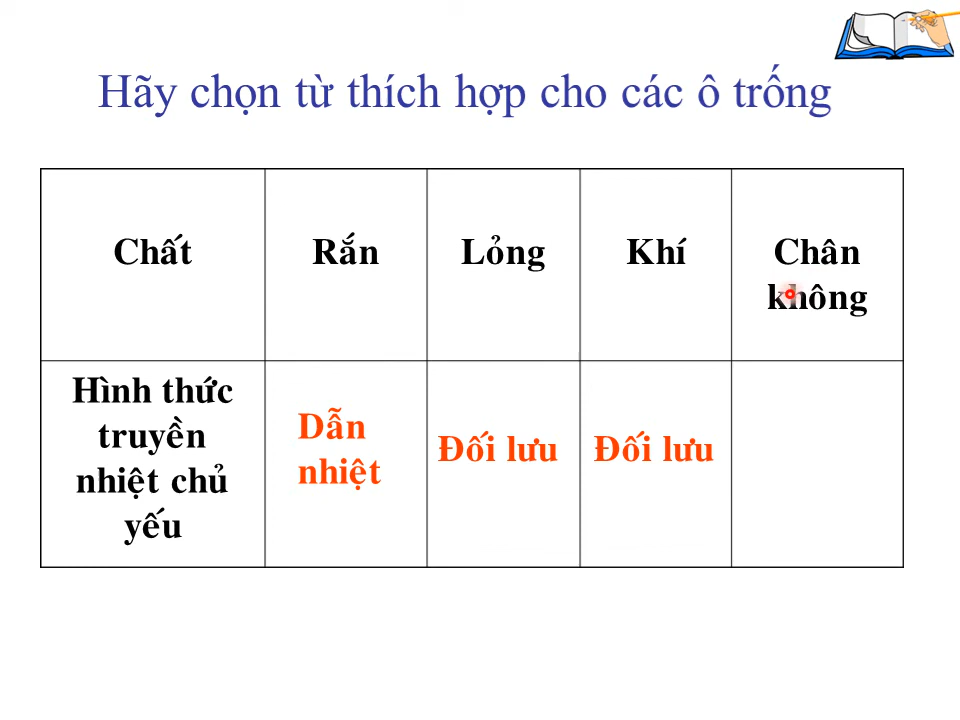 Hãy chọn từ thích hợp cho các ô trống
Chất
Rắn
Lỏng
Khí
Chân
không
Hình thức
truyền
nhiệt chủ
yếu
Dẫn
nhiệt
Đối lưu
Đối lưu